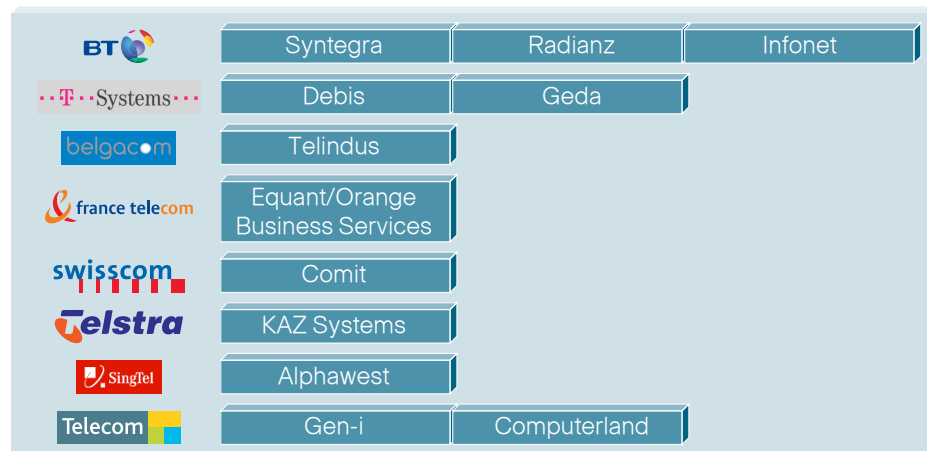 BT Syntegra Radianz Infonet
T Systems Debis Geda
belgacom Telindus
france telecom Equant/Orange
Business Services
swisscom Comit
Telstra KAZ Systems
SingTel Alphawest
Telecom Gen-i Computerland